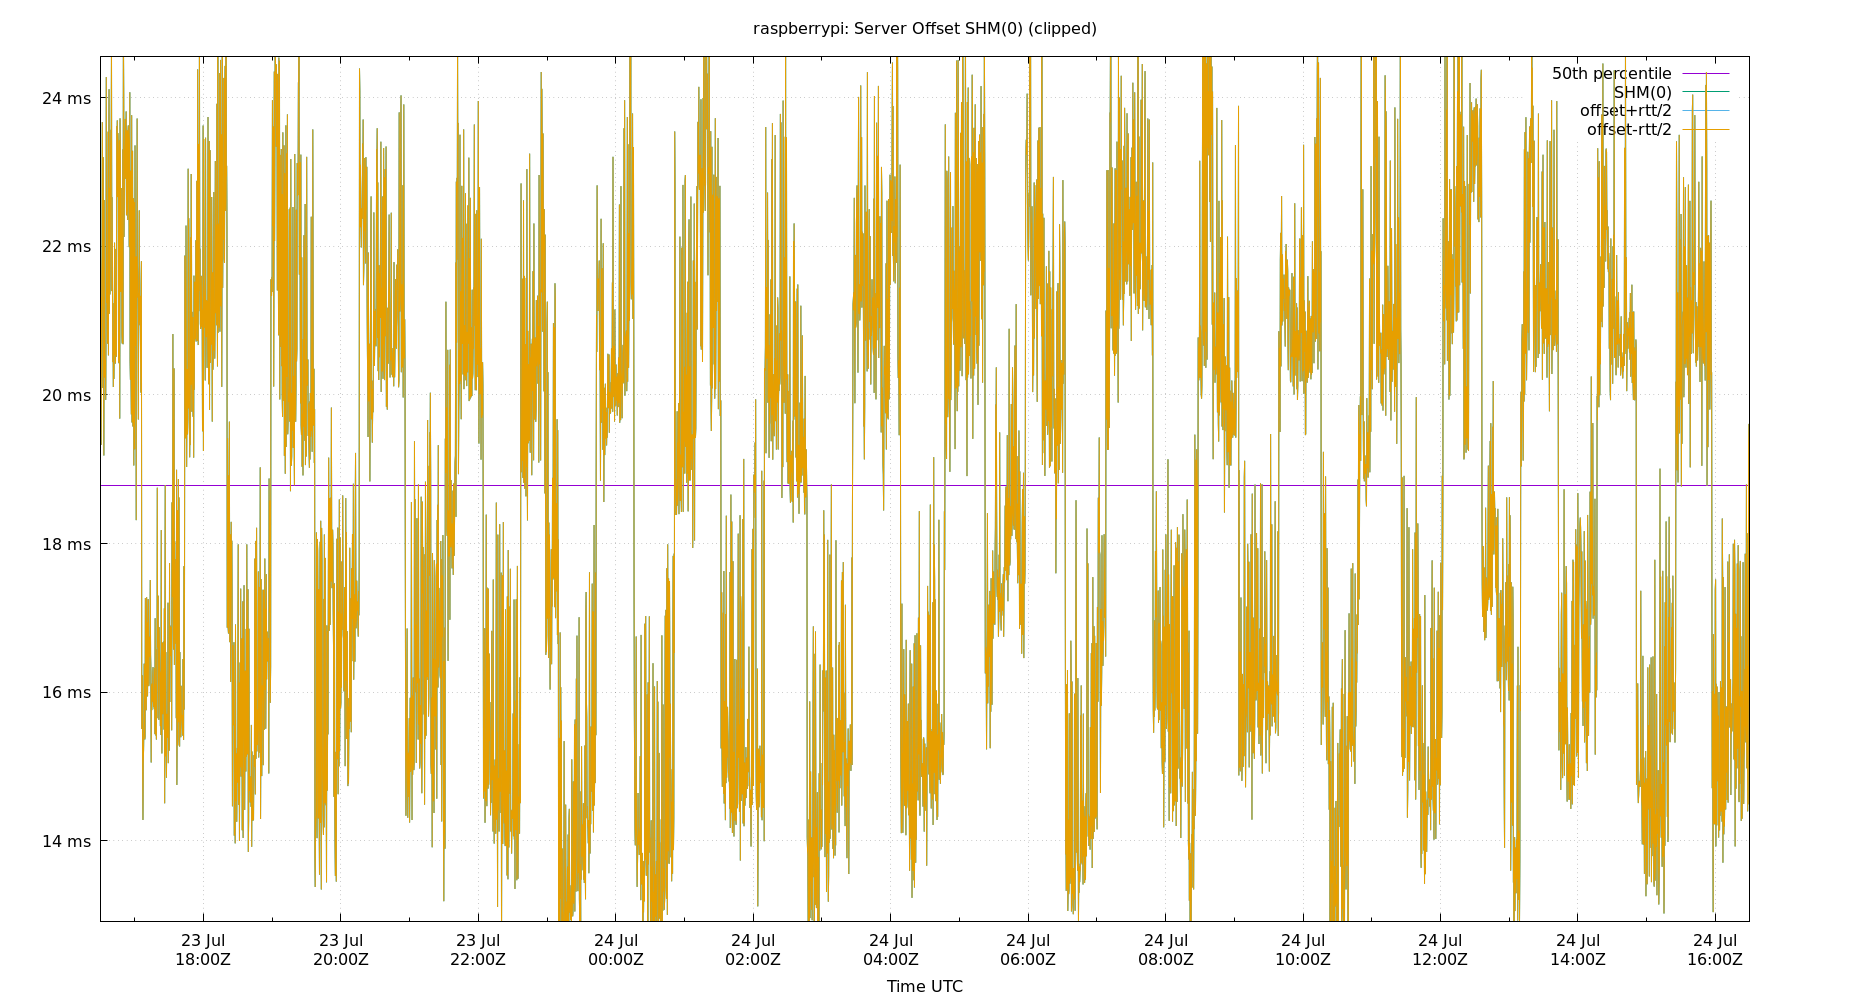 raspberrypi: Server Offset SHM(0) (clipped)
50th percentile
SHM(0)
offset+rtt/2
offset-rtt/2
24 ms
22 ms
20 ms
18 ms
16 ms
14 ms
23 Jul 23 Jul 23 Jul 24 Jul 24 Jul 24 Jul 24 Jul 24 Jul 24 Jul 24 Jul 24 Jul 24 Jul
18:00Z 20:00Z 22:00Z 00:00Z 02:00Z 04:00Z 06:00Z 08:00Z 10:00Z 12:00Z 14:00Z 16:00Z
Time UTC